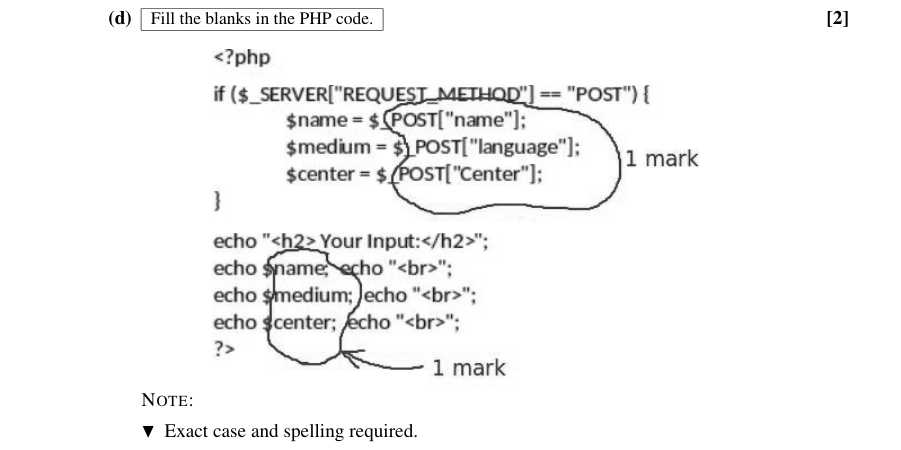 (d) Fill the blanks in the PHP code. [2]
<?php
if ($_SERVER["REQUEST_METHOD"] == "POST") {
$name = $_POST["name"];
$medium = $_POST["language"];
$center = $_POST["Center"];
1 mark
}
echo "<h2> Your Input:</h2>";
echo $name; echo "<br>";
echo $medium; echo "<br>";
echo $center; echo "<br>";
?>
1 mark
NOTE:
▼ Exact case and spelling required.